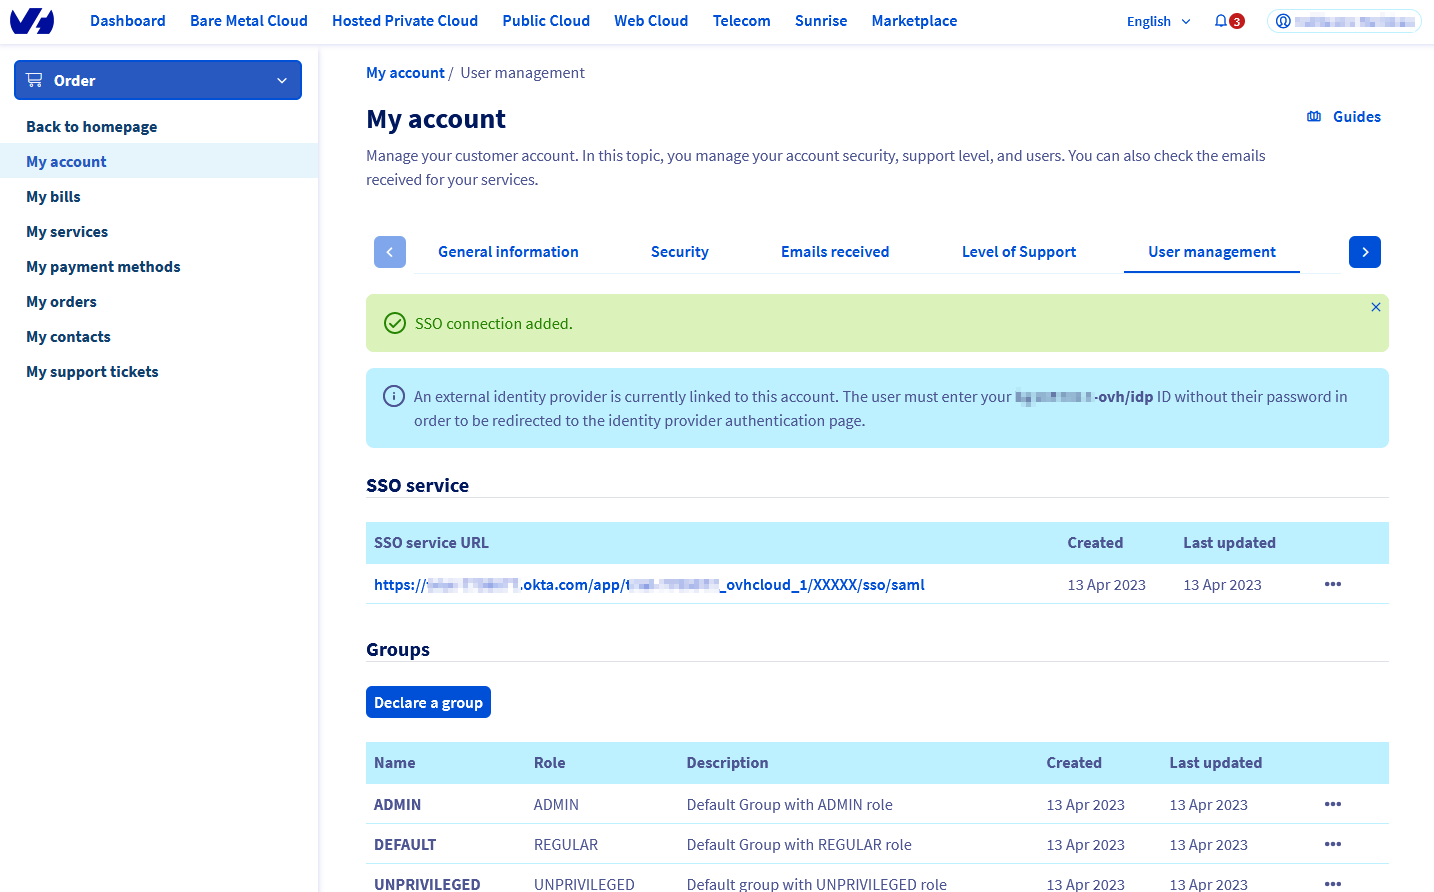 Dashboard Bare Metal Cloud Hosted Private Cloud Public Cloud Web Cloud Telecom Sunrise Marketplace English 3
Order
Back to homepage
My account
My bills
My services
My payment methods
My orders
My contacts
My support tickets
My account / User management
My account
Guides
Manage your customer account. In this topic, you manage your account security, support level, and users. You can also check the emails
received for your services.
General information Security Emails received Level of Support User management
SSO connection added.
An external identity provider is currently linked to this account. The user must enter your -ovh/idp ID without their password in
order to be redirected to the identity provider authentication page.
SSO service
SSO service URL Created Last updated
https:// .okta.com/app/ _ovhcloud_1/XXXXX/sso/saml 13 Apr 2023 13 Apr 2023
Groups
Declare a group
Name Role Description Created Last updated
ADMIN ADMIN Default Group with ADMIN role 13 Apr 2023 13 Apr 2023
DEFAULT REGULAR Default Group with REGULAR role 13 Apr 2023 13 Apr 2023
UNPRIVILEGED UNPRIVILEGED Default group with UNPRIVILEGED role 13 Apr 2023 13 Apr 2023